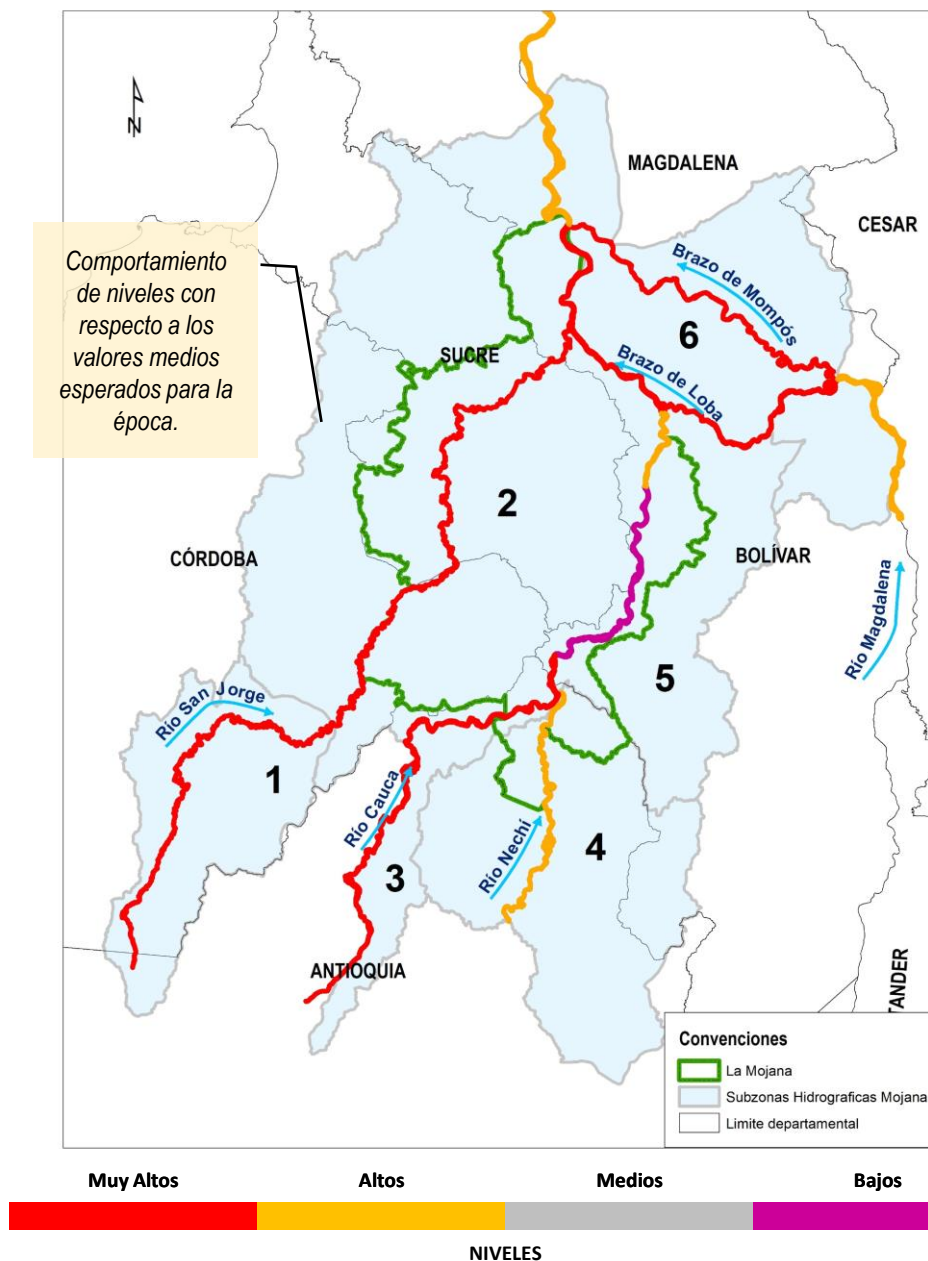 N
MAGDALENA
CESAR
Comportamiento
de niveles con
respecto a los
valores medios
esperados para la
época.
Brazo de Mompós
6
SUCRE
Brazo de Loba
2
CÓRDOBA
BOLÍVAR
Río Magdalena
5
Río San Jorge
1
Río Cauca
4
Río Nechí
3
ANTIOQUIA
TANDER
Convenciones
La Mojana
Subzonas Hidrograficas Mojana
Limite departamental
Muy Altos Altos Medios Bajos
NIVELES